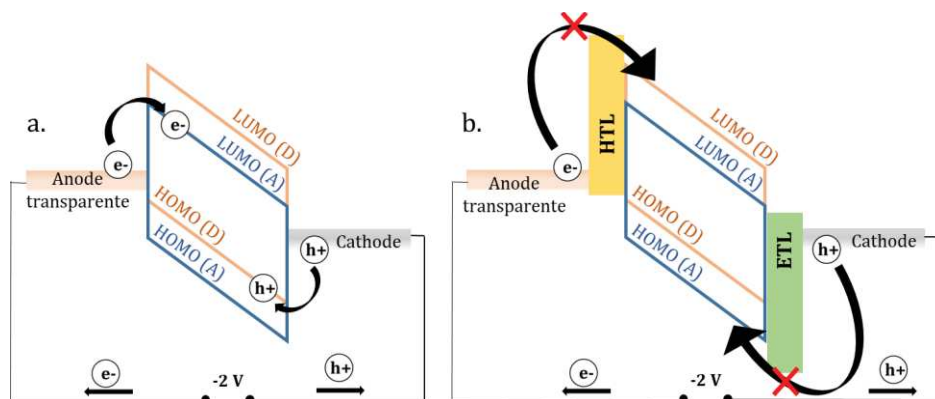 a.
e-
e-
Anode
transparente
LUMO (D)
LUMO (A)
HOMO (D)
HOMO (A)
h+
h+
Cathode
e-
-2 V
h+
b.
HTL
e-
Anode
transparente
LUMO (D)
LUMO (A)
HOMO (D)
HOMO (A)
ETL
h+
Cathode
e-
-2 V
h+